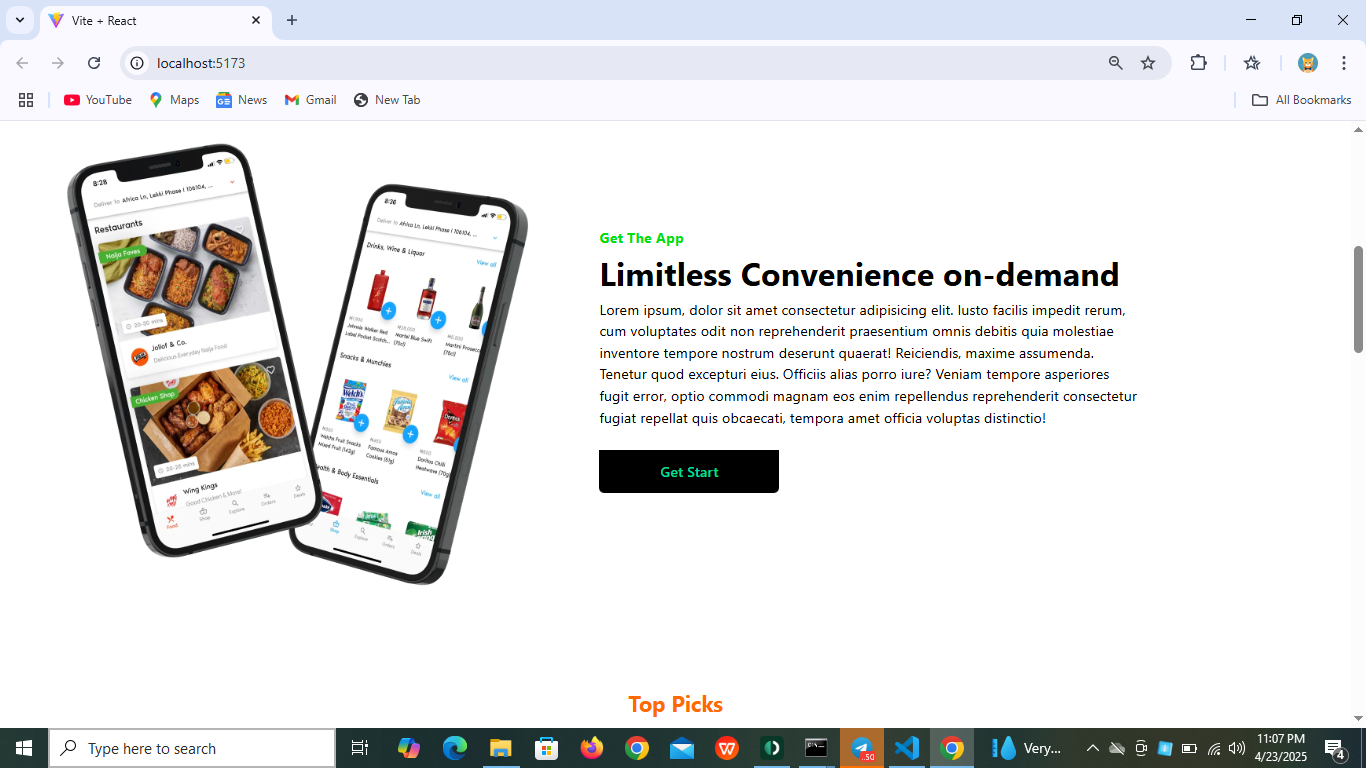 Vite + React
localhost:5173
YouTube
Maps
News
Gmail
New Tab
All Bookmarks
8:28
Deliver to Africa Ln, Lekki Phase I 106104, ...
Restaurants
Naija Faves
20-30 mins
Jollof & Co.
Delicious Everyday Naija Food
Chicken Shop
20-25 mins
Wing Kings
Good Chicken & More!
Food
Shop
Explore
Orders
Deals
8:28
Deliver to Africa Ln, Lekki Phase I 106104, ...
Drinks, Wine & Liquor
View all
Johnnie Walker Red
Label Pocket Scotch...
Martel Blue Swift
(70cl)
Martini Prosecco
(75cl)
Snacks & Munchies
View all
Welch's Fruit Snacks
Mixed Fruit (142g)
Famous Amos
Cookies (61g)
Doritos Chilli
Heatwave (70g)
Health & Body Essentials
View all
Irish
Shop
Explore
Orders
Deals
Get The App
Limitless Convenience on-demand
Lorem ipsum, dolor sit amet consectetur adipisicing elit. Iusto facilis impedit rerum,
cum voluptates odit non reprehenderit praesentium omnis debitis quia molestiae
inventore tempore nostrum deserunt quaerat! Reiciendis, maxime assumenda.
Tenetur quod excepturi eius. Officiis alias porro iure? Veniam tempore asperiores
fugit error, optio commodi magnam eos enim repellendus reprehenderit consectetur
fugiat repellat quis obcaecati, tempora amet officia voluptas distinctio!
Get Start
Top Picks
Type here to search
Very...
11:07 PM
4/23/2025
4